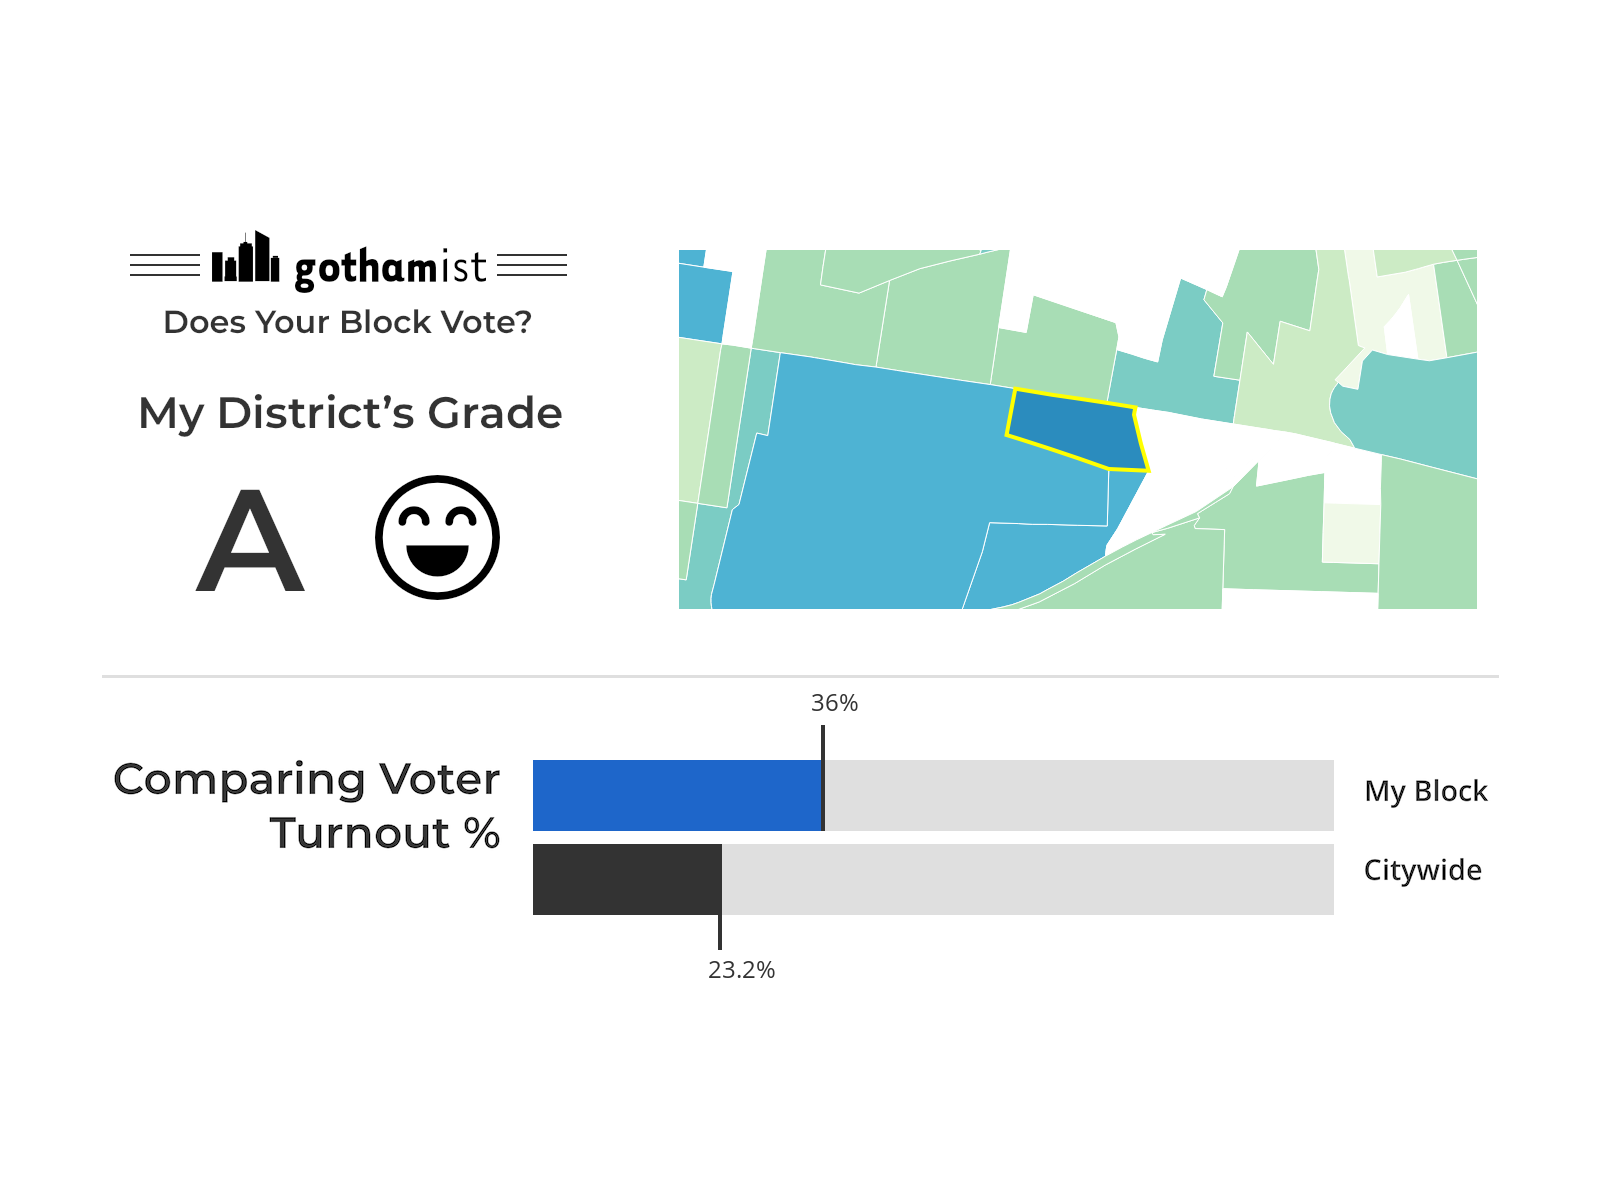 gothamist
Does Your Block Vote?
My District’s Grade
A
36%
Comparing Voter
Turnout %
My Block
Citywide
23.2%